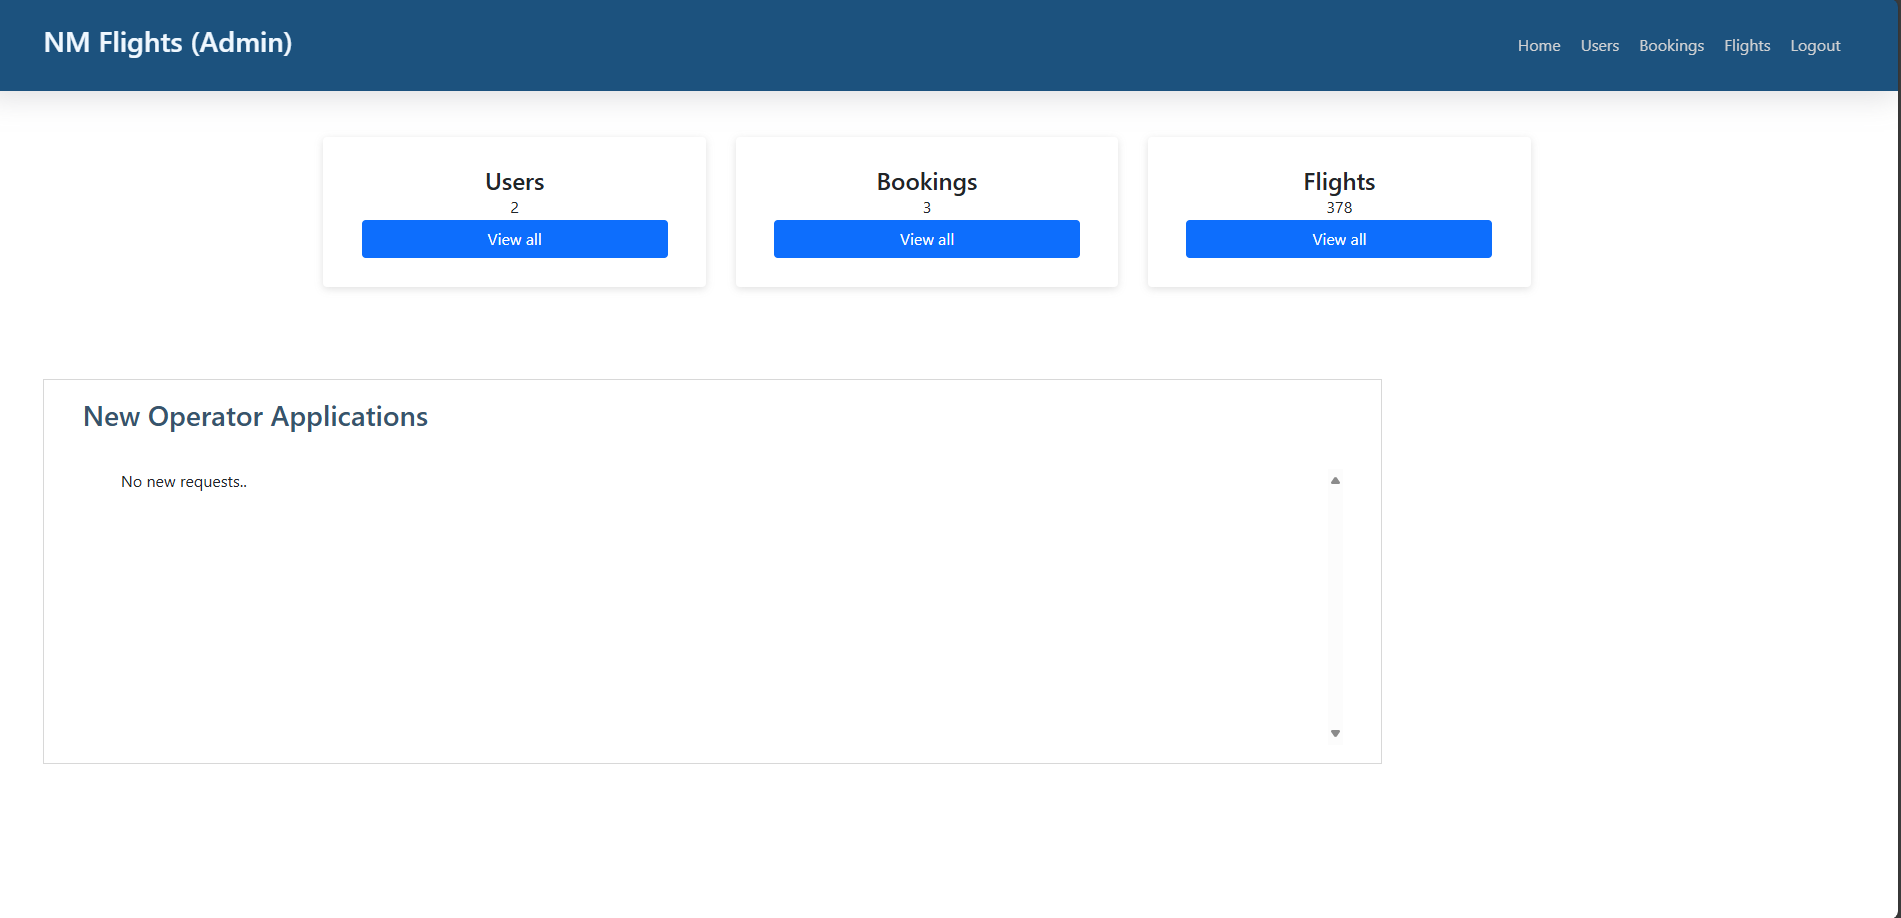 NM Flights (Admin)
Home Users Bookings Flights Logout
Users
2
View all
Bookings
3
View all
Flights
378
View all
New Operator Applications
No new requests..